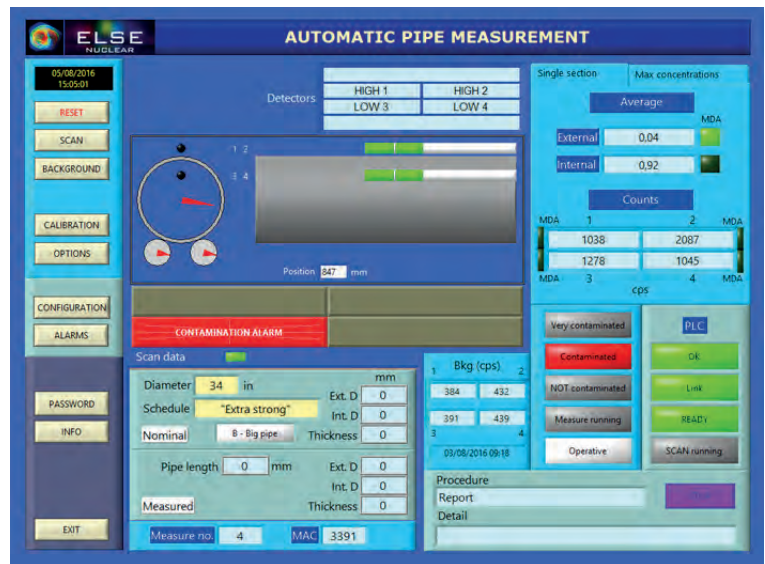 ELSE
NUCLEAR
AUTOMATIC PIPE MEASUREMENT
05/08/2016
15:05:01
RESET
SCAN
BACKGROUND
CALIBRATION
OPTIONS
CONFIGURATION
ALARMS
PASSWORD
INFO
EXIT
Detectors
HIGH 1 HIGH 2
LOW 3 LOW 4
1 2
3 4
Position 847 mm
CONTAMINATION ALARM
Single section Max concentrations
Average
MDA
External 0,04
Internal 0,92
Counts
MDA 1 2 MDA
1038 2087
1278 1045
MDA 3 4 MDA
cps
Scan data
mm
Diameter 34 in
Ext. D 0
Schedule "Extra strong"
Int. D 0
Nominal B - Big pipe Thickness 0
Pipe length 0 mm Ext. D 0
Int. D 0
Measured Thickness 0
Measure no. 4 MAC 3391
1 Bkg (cps) 2
384 432
391 439
3 4
03/08/2016 09:18
Very contaminated
Contaminated
NOT contaminated
Measure running
Operative
PLC
OK
Link
READY
SCAN running
Procedure
Report
Detail